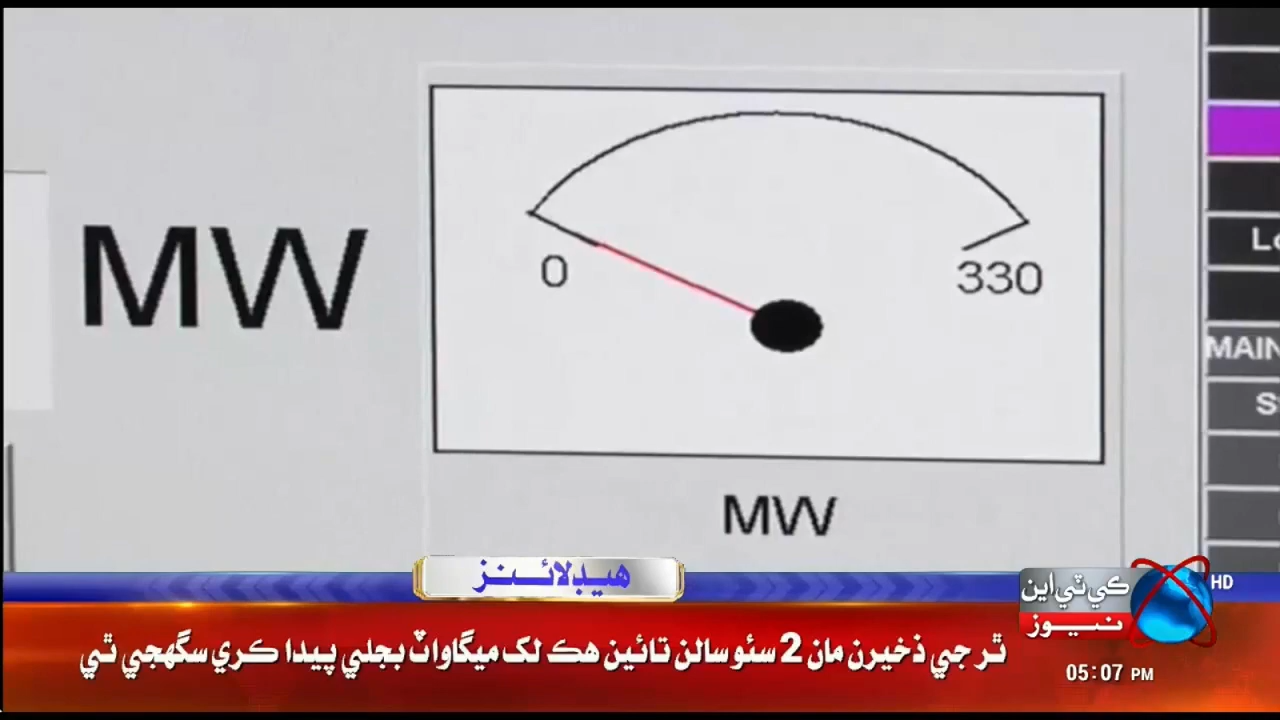 MW
0
330
MW
MAIN
هيڊلائنز
ڪي ٽي اين
نيوز
HD
ٿر جي ذخيرن مان 2 سئو سالن تائين هڪ لک ميگاواٽ بجلي پيدا ڪري سگهجي ٿي
05:07 PM